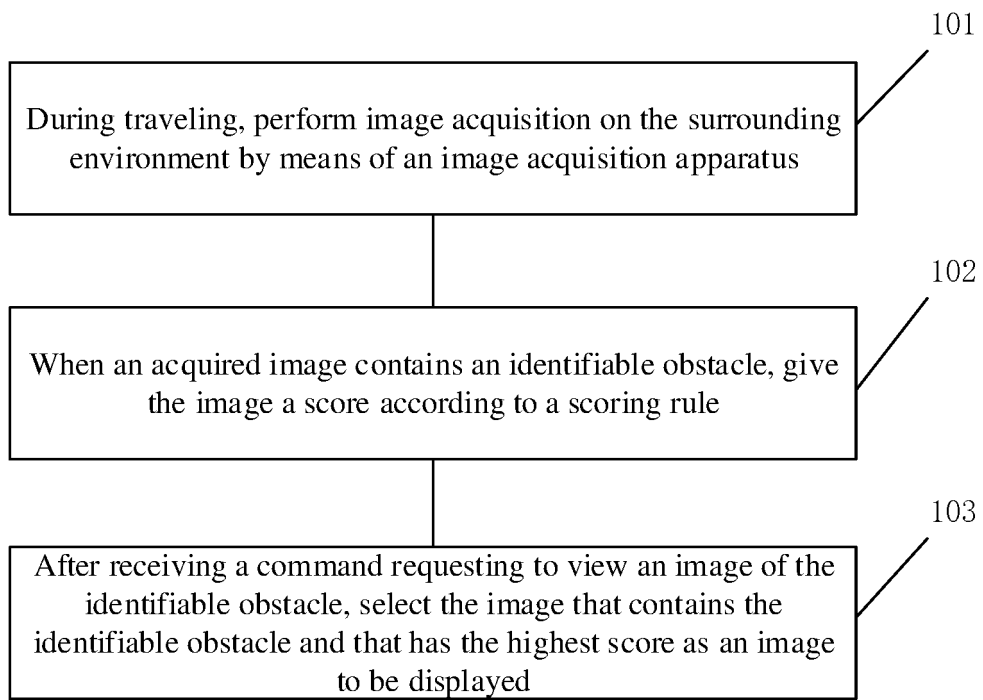 101
During traveling, perform image acquisition on the surrounding
environment by means of an image acquisition apparatus
102
When an acquired image contains an identifiable obstacle, give
the image a score according to a scoring rule
103
After receiving a command requesting to view an image of the
identifiable obstacle, select the image that contains the
identifiable obstacle and that has the highest score as an image
to be displayed